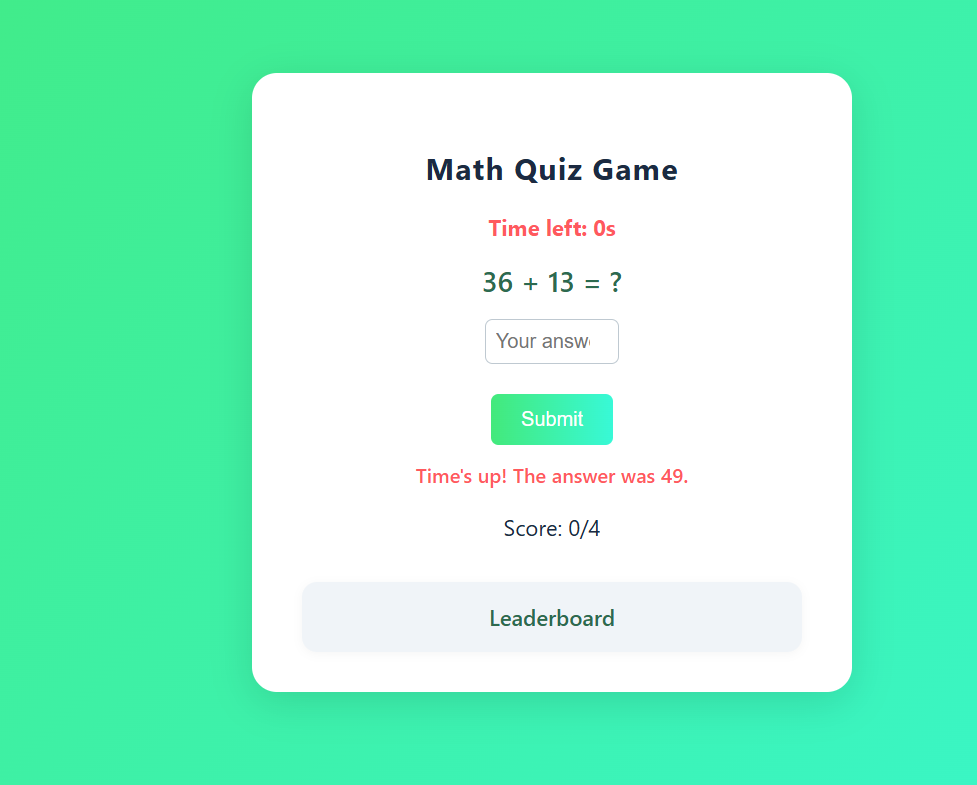 Math Quiz Game
Time left: 0s
36 + 13 = ?
Your answ
Submit
Time's up! The answer was 49.
Score: 0/4
Leaderboard